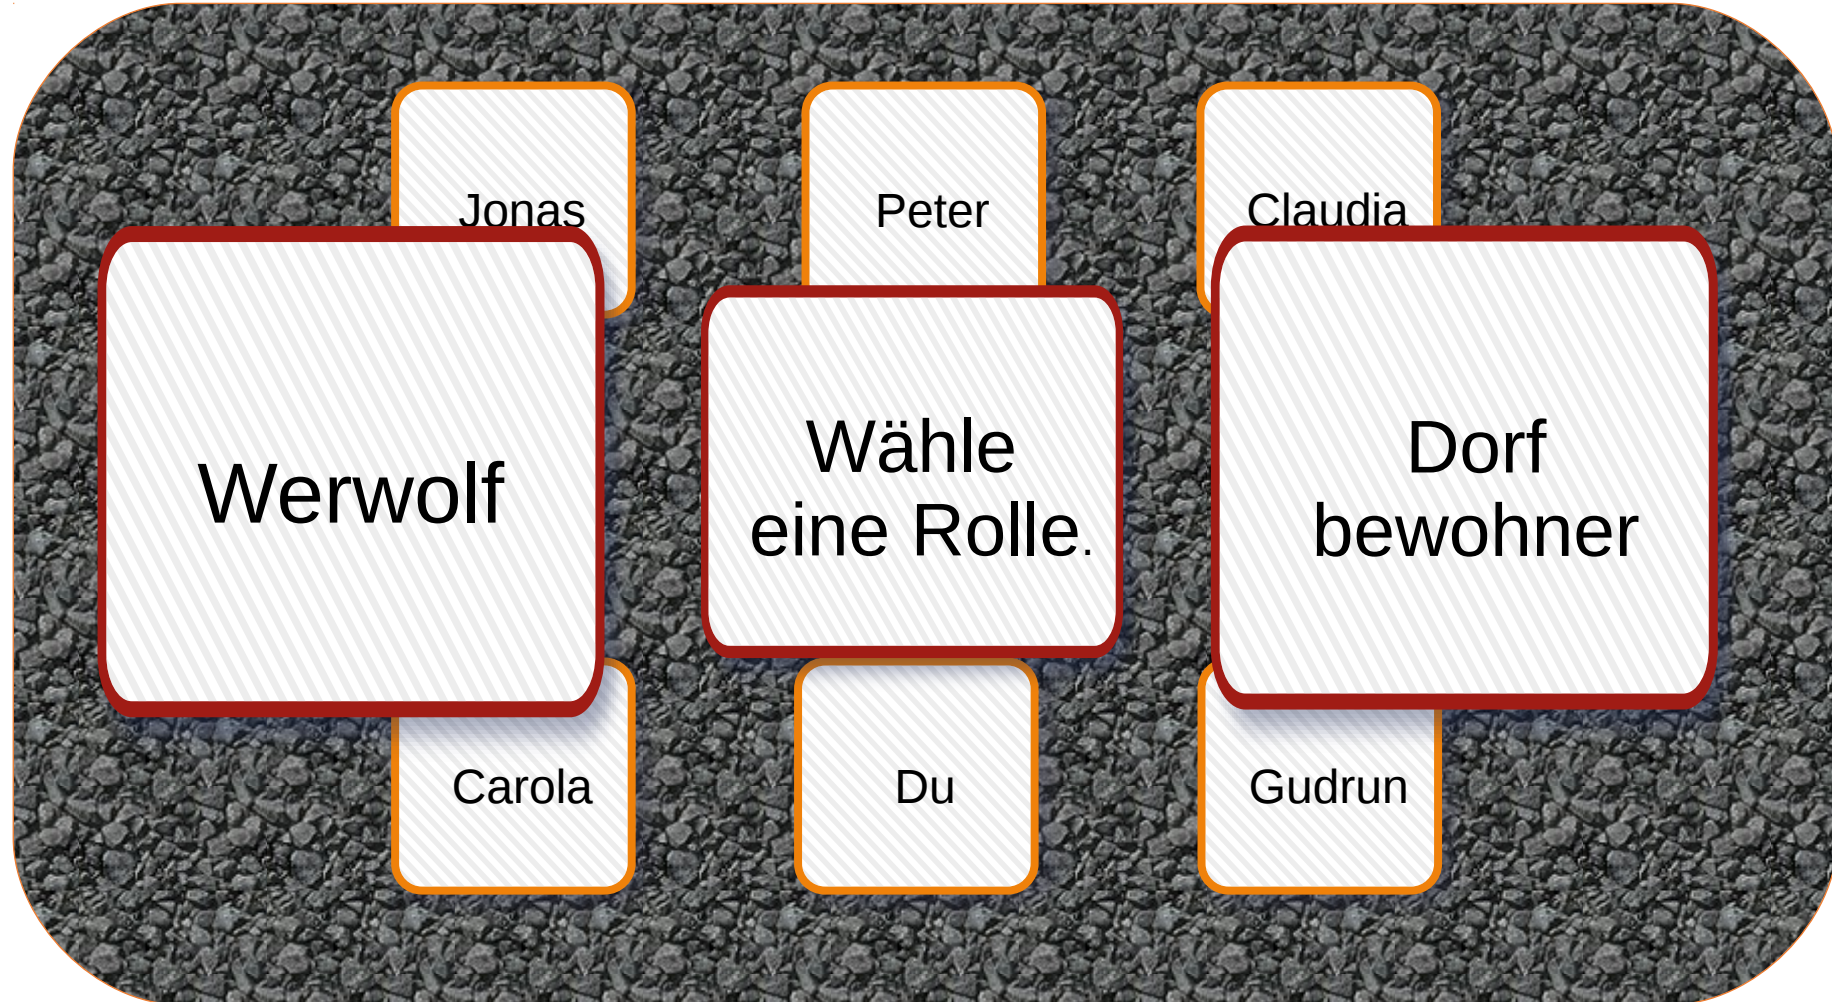 Jonas
Peter
Claudia
Werwolf
Wähle
eine Rolle.
Dorf
bewohner
Carola
Du
Gudrun